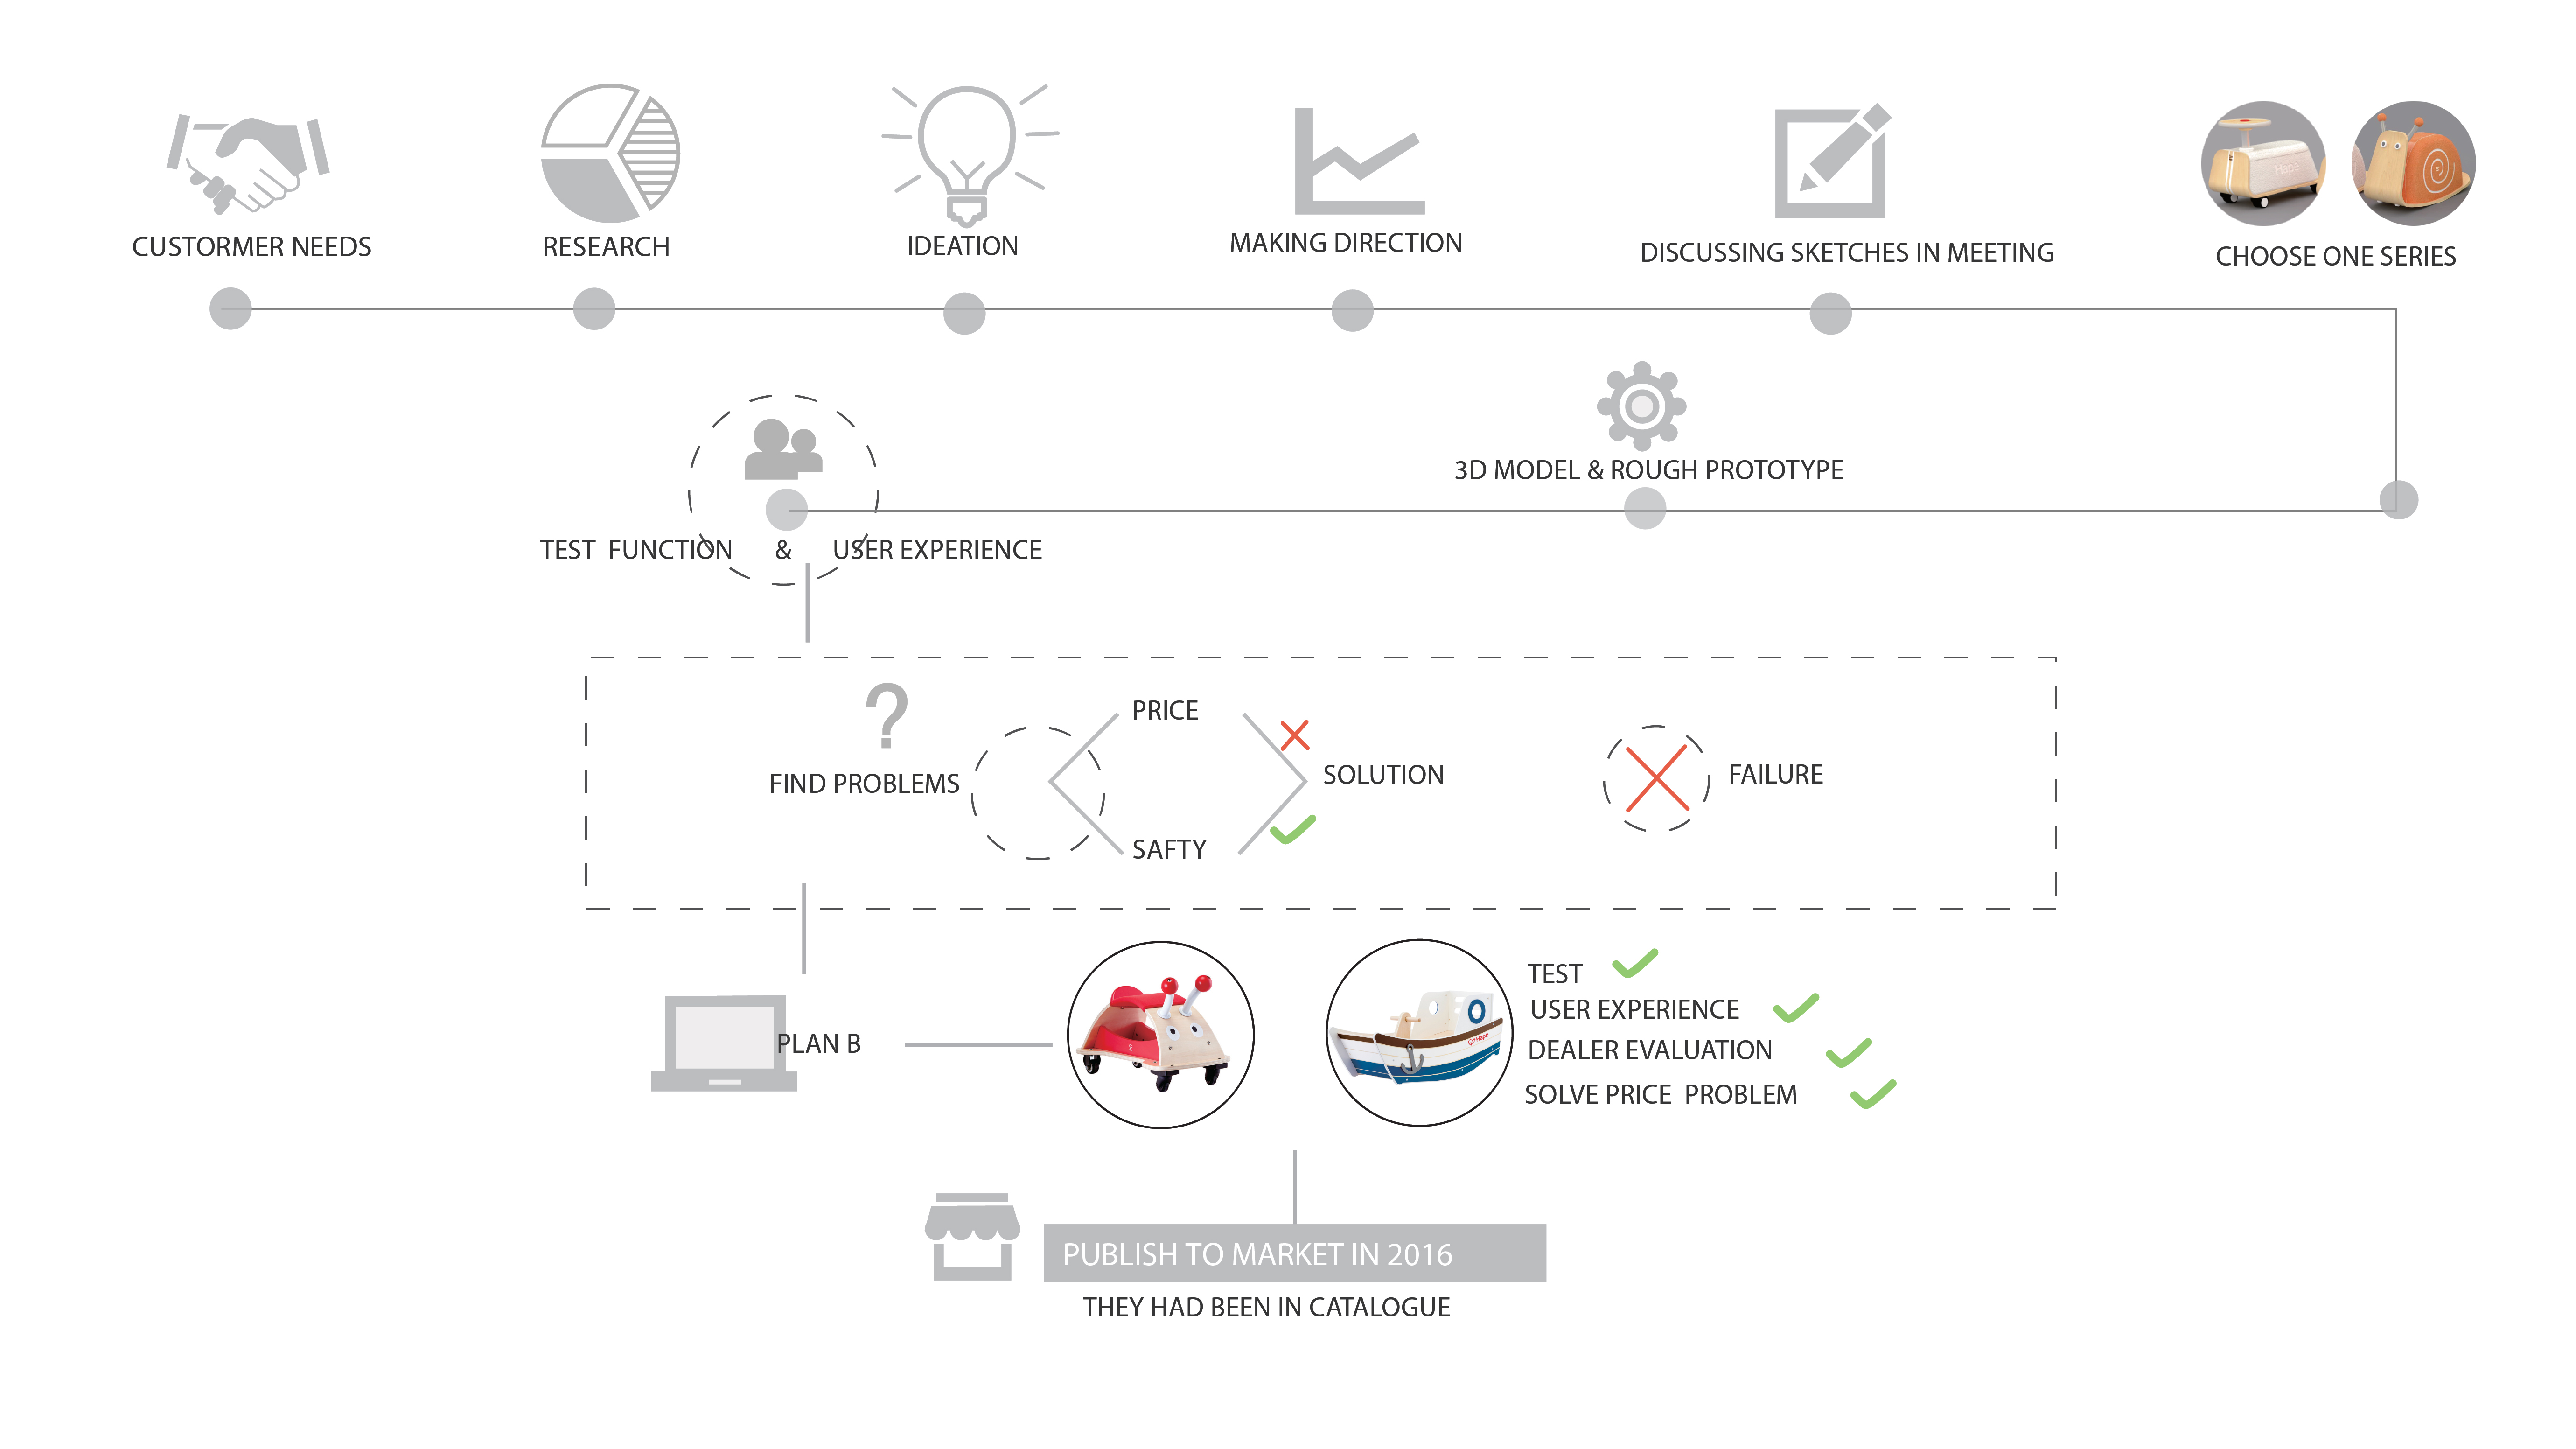 CUSTORMER NEEDS
RESEARCH
IDEATION
MAKING DIRECTION
DISCUSSING SKETCHES IN MEETING
Hape
CHOOSE ONE SERIES
3D MODEL & ROUGH PROTOTYPE
TEST FUNCTION & USER EXPERIENCE
?
FIND PROBLEMS
PRICE
SAFTY
SOLUTION
FAILURE
PLAN B
Hape
TEST
USER EXPERIENCE
DEALER EVALUATION
SOLVE PRICE PROBLEM
PUBLISH TO MARKET IN 2016
THEY HAD BEEN IN CATALOGUE